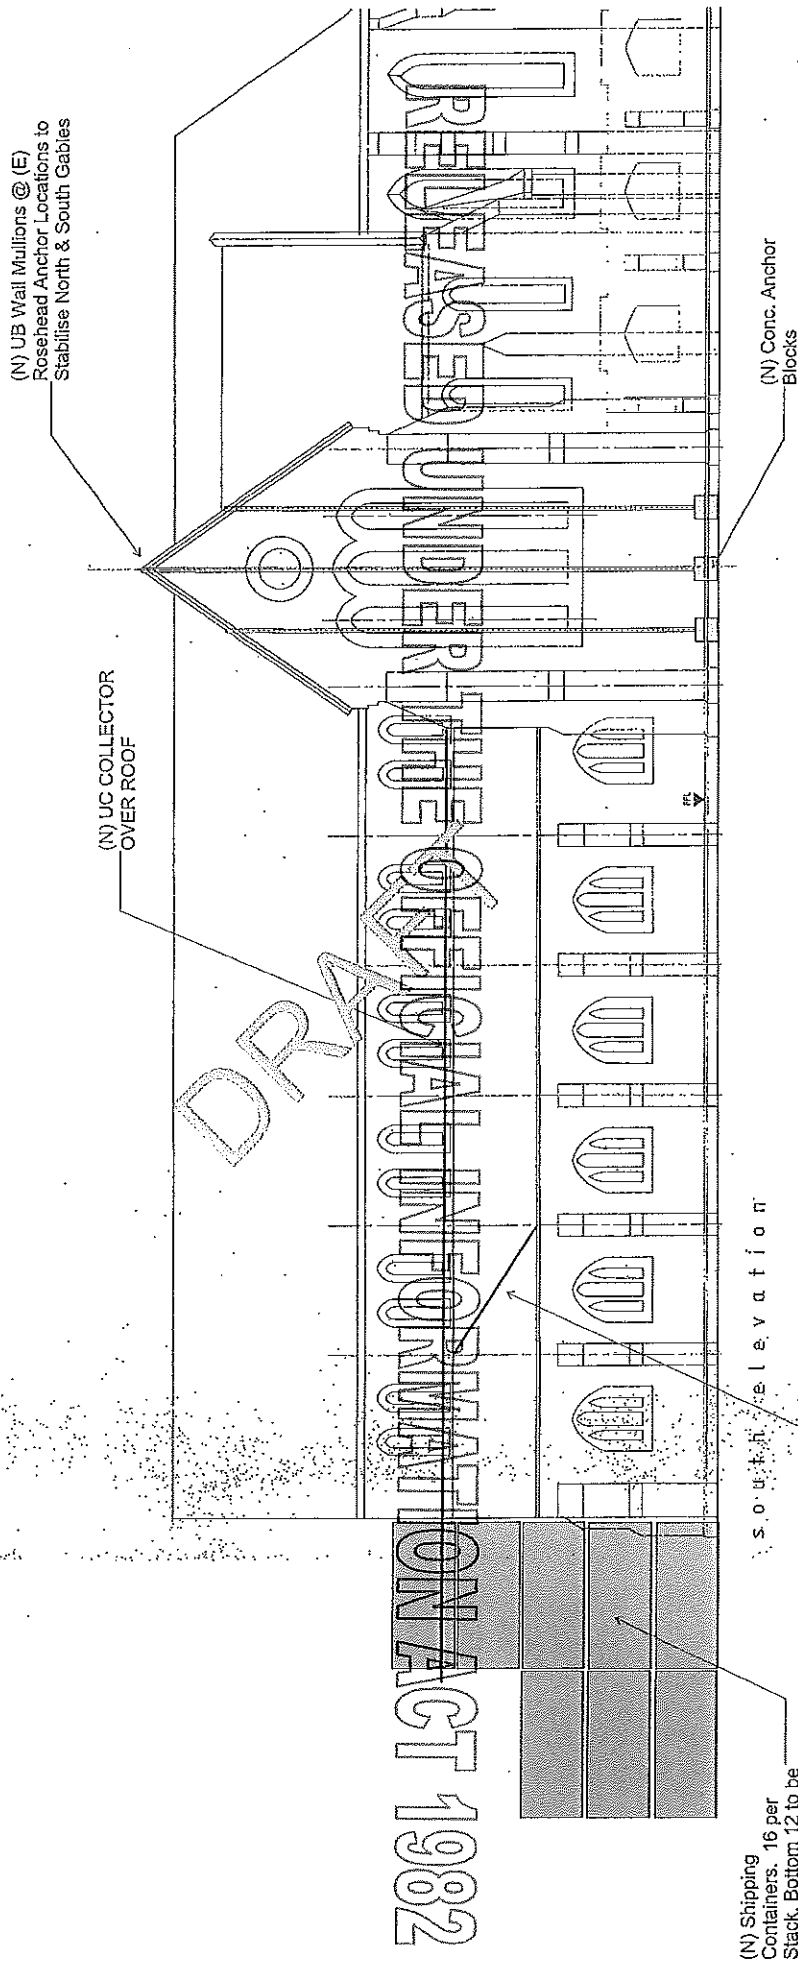 (N) UB Wall Mullions @ (E)
Rosehead Anchor Locations to
Stabilise North & South Gables
(N) UC COLLECTOR
OVER ROOF
DRAFT
RELEASED UNDER THE OFFICIAL INFORMATION ACT 1982
FFL
(N) Conc. Anchor
Blocks
south elevation
(N) Shipping
Containers. 16 per
Stack. Bottom 12 to be